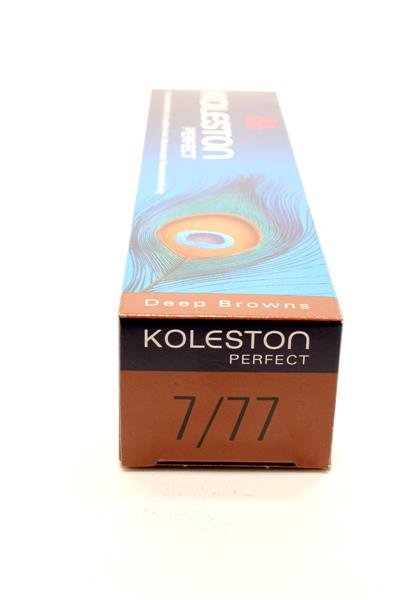 KOLESTON
PERFECT
Deep Browns
KOLESTON
PERFECT
7/77